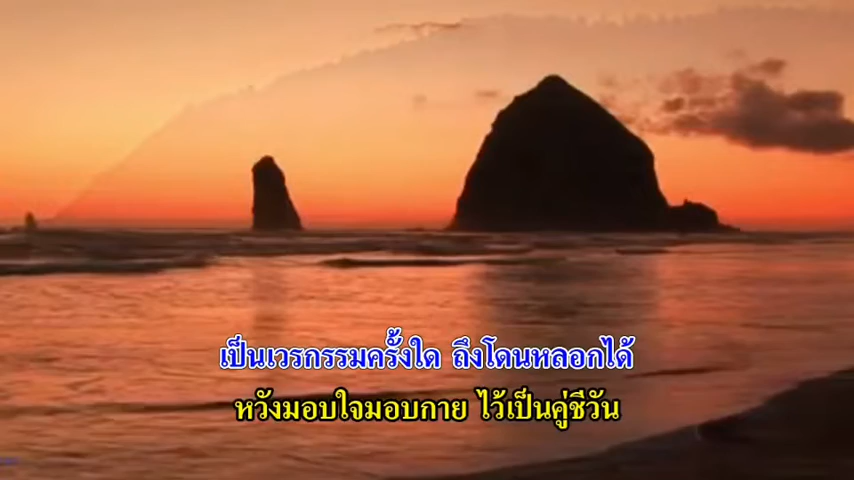 เป็นเวรกรรมครั้งใด ถึงโดนหลอกได้
หวังมอบใจมอบกาย ไว้เป็นคู่ชีวัน